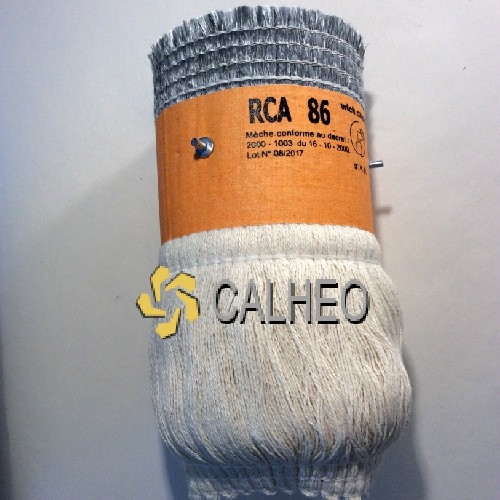 RCA 86
Mèche conforme au décret
2000 - 1003 du 16 - 10 - 2000
Lot N° 08/2017
CALHEO